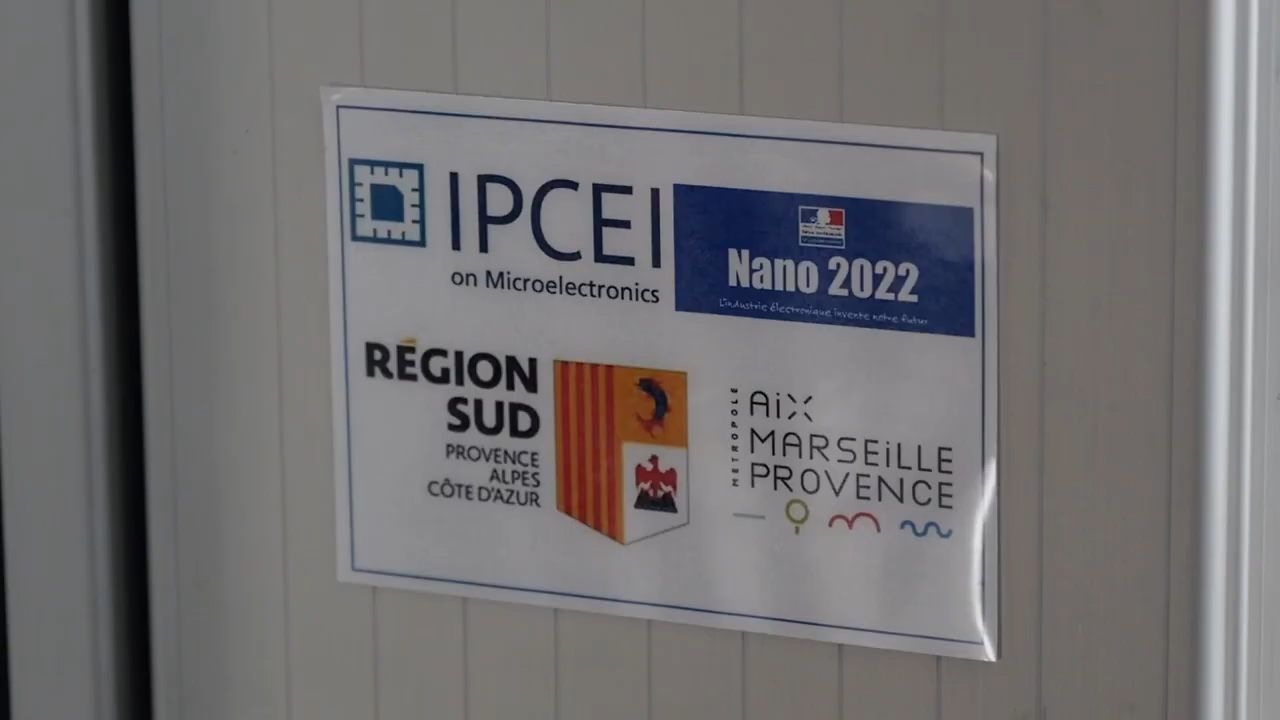 IPCEI
on Microelectronics
Nano 2022
L'industrie électronique invente notre futur
RÉGION
SUD
PROVENCE
ALPES
CÔTE D'AZUR
MÉTROPOLE
AiX
MARSEiLLE
PROVENCE